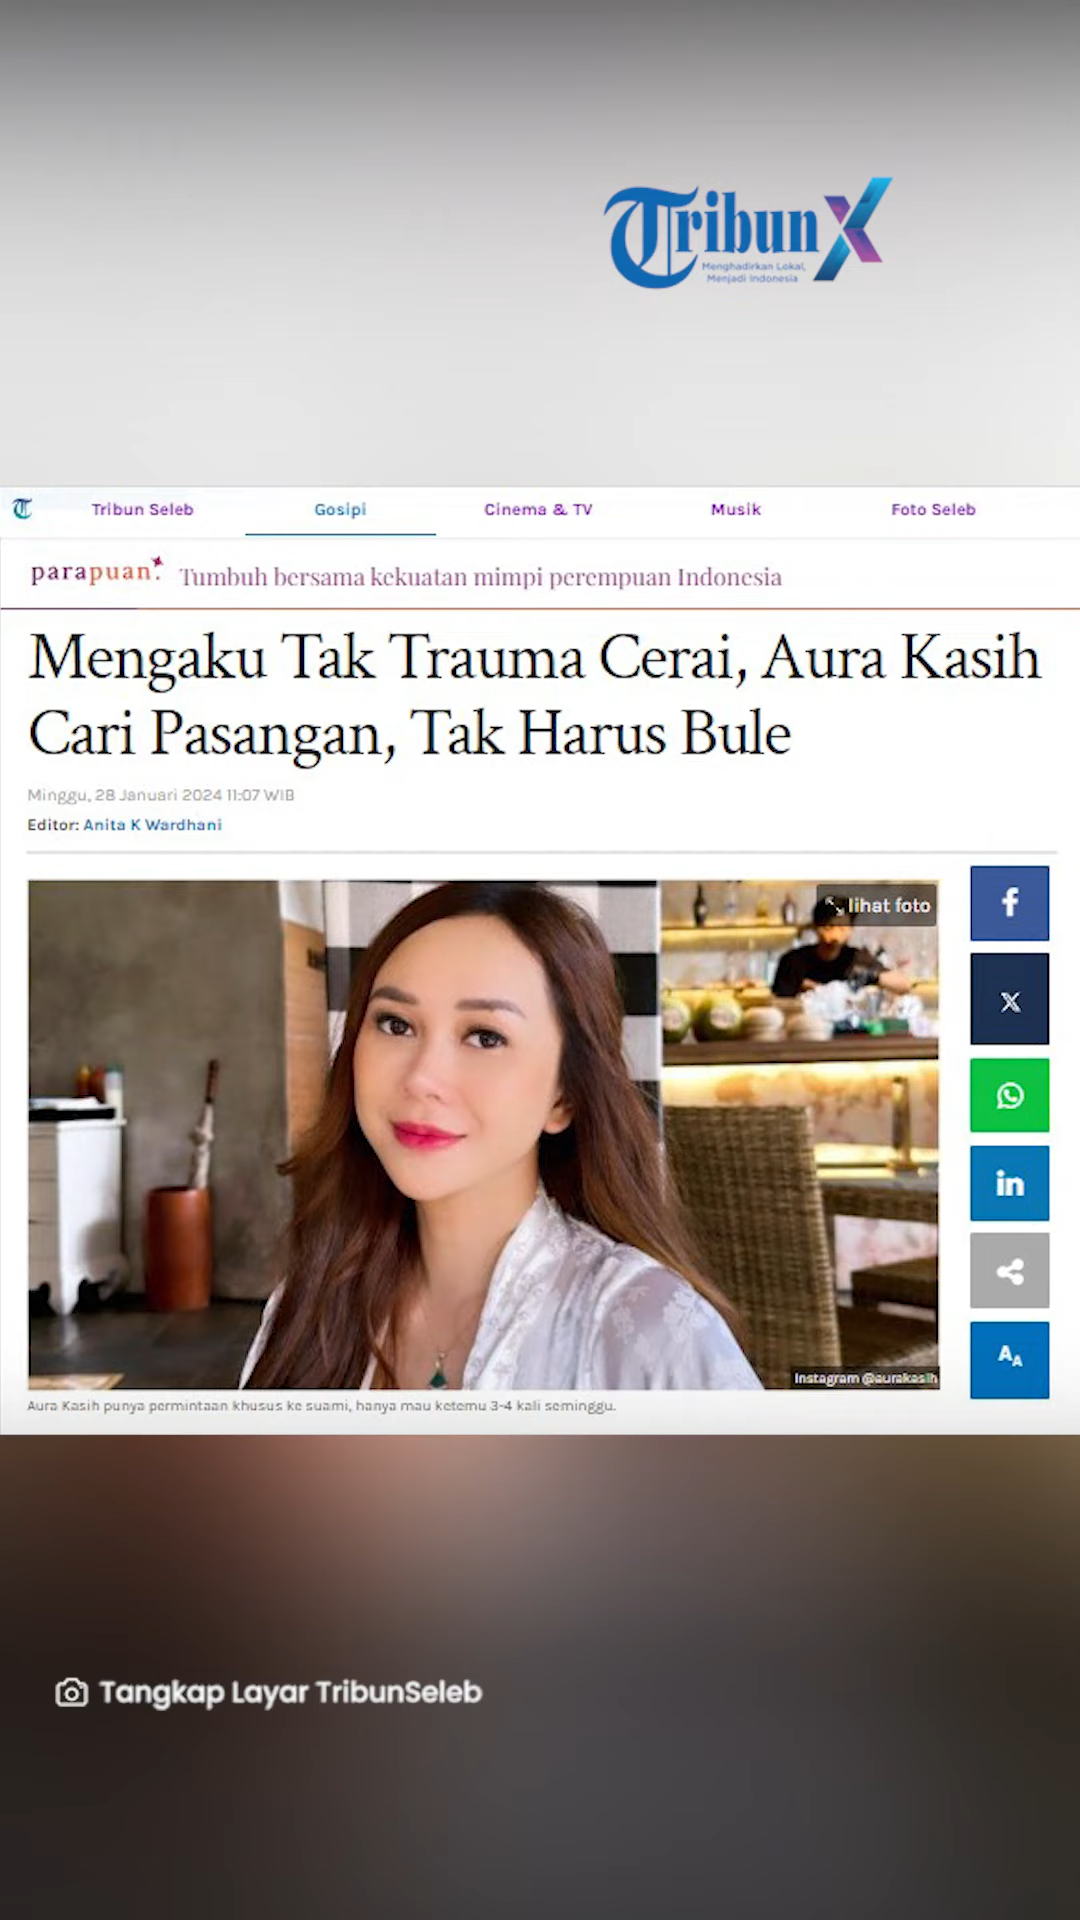 Tribun X
Menghadirkan Lokal,
Menjadi Indonesia
Tribun Seleb
Gosipi
Cinema & TV
Musik
Foto Seleb
parapuan.
Tumbuh bersama kekuatan mimpi perempuan Indonesia
Mengaku Tak Trauma Cerai, Aura Kasih
Cari Pasangan, Tak Harus Bule
Minggu, 28 Januari 2024 11:07 WIB
Editor: Anita K Wardhani
lihat foto
Instagram @aurakasih
Aura Kasih punya permintaan khusus ke suami, hanya mau ketemu 3-4 kali seminggu.
Tangkap Layar TribunSeleb